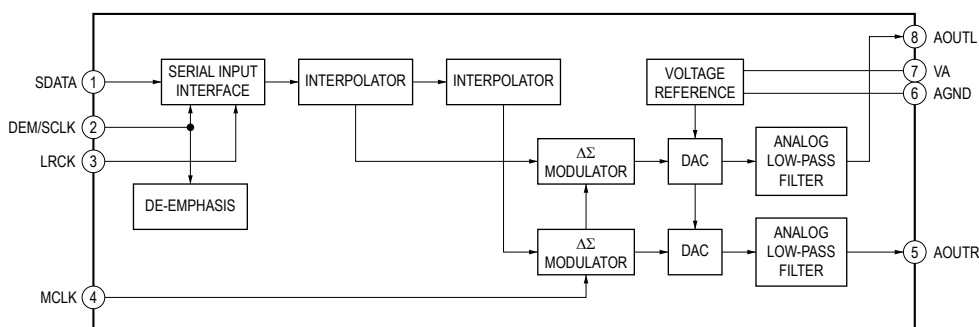 8 AOUTL
SDATA 1
SERIAL INPUT
INTERFACE
INTERPOLATOR
INTERPOLATOR
VOLTAGE
REFERENCE
7 VA
6 AGND
DEM/SCLK 2
LRCK 3
ΔΣ
MODULATOR
DAC
ANALOG
LOW-PASS
FILTER
DE-EMPHASIS
ΔΣ
MODULATOR
DAC
ANALOG
LOW-PASS
FILTER
5 AOUTR
MCLK 4